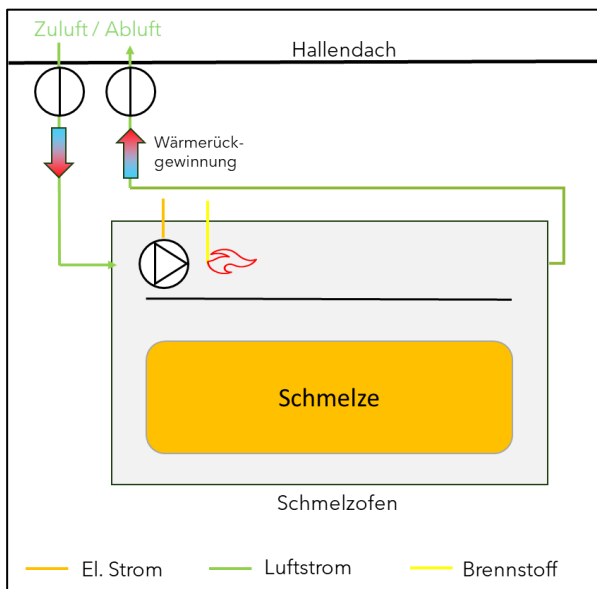 Zuluft / Abluft
Hallendach
Wärmerück-
gewinnung
Schmelze
Schmelzofen
El. Strom
Luftstrom
Brennstoff